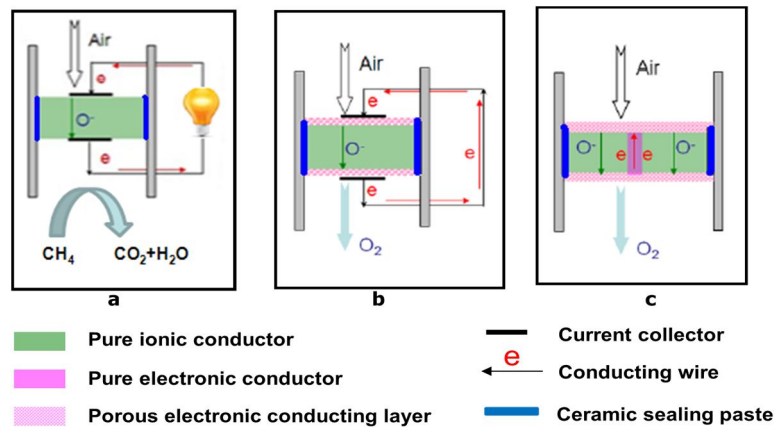 Air
e
O-
e
CH4
CO2+H2O
a
Air
e
O-
e
O2
b
Air
O-
e
e
O-
O2
c
Pure ionic conductor
Pure electronic conductor
Porous electronic conducting layer
Current collector
e
Conducting wire
Ceramic sealing paste